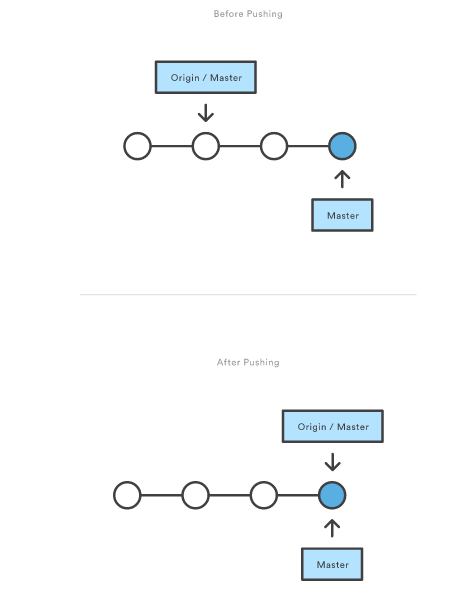 Before Pushing
Origin / Master
Master
After Pushing
Origin / Master
Master